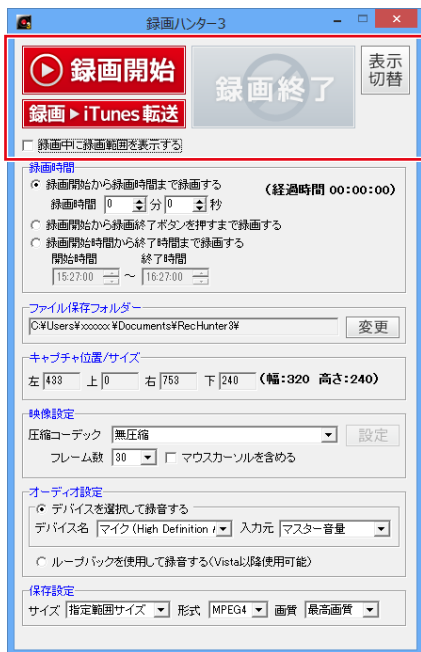 録画ハンター3
録画開始
録画終了
表示
切替
録画▶iTunes転送
録画中に録画範囲を表示する
録画時間
録画開始から録画時間まで録画する
(経過時間 00:00:00)
録画時間 0 分 0 秒
録画開始から録画終了ボタンを押すまで録画する
録画開始時間から終了時間まで録画する
開始時間 終了時間
15:27:00 ～ 16:27:00
ファイル保存フォルダー
C:¥Users¥xxxxxx¥Documents¥RecHunter3¥ 変更
キャプチャ位置/サイズ
左 433 上 0 右 753 下 240 (幅:320 高さ:240)
映像設定
圧縮コーデック 無圧縮 設定
フレーム数 30 マウスカーソルを含める
オーディオ設定
デバイスを選択して録音する
デバイス名 マイク (High Definition 入力元 マスター音量
ループバックを使用して録音する(Vista以降使用可能)
保存設定
サイズ 指定範囲サイズ 形式 MPEG4 画質 最高画質